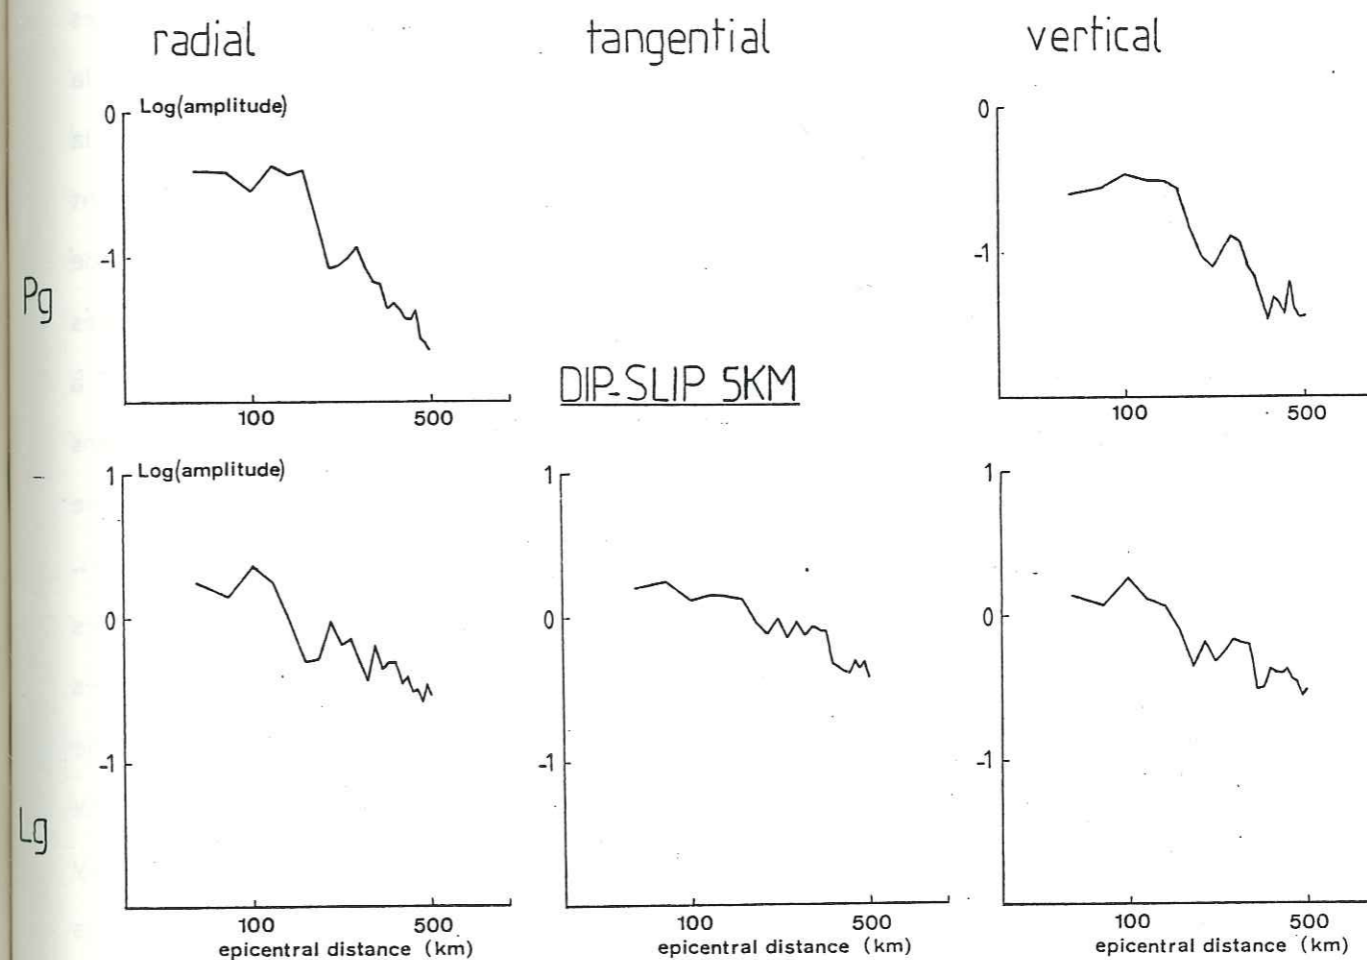 radial
tangential
vertical
Pg
Log(amplitude)
0
-1
100
500
0
-1
100
500
DIP-SLIP 5KM
Lg
Log(amplitude)
1
0
-1
100
500
epicentral distance (km)
1
0
-1
100
500
epicentral distance (km)
1
0
-1
100
500
epicentral distance (km)